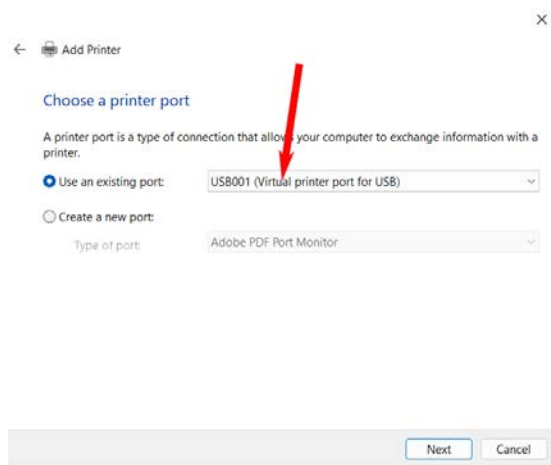 Add Printer
Choose a printer port
A printer port is a type of connection that allows your computer to exchange information with a
printer.
Use an existing port: USB001 (Virtual printer port for USB)
Create a new port:
Type of port: Adobe PDF Port Monitor
Next Cancel